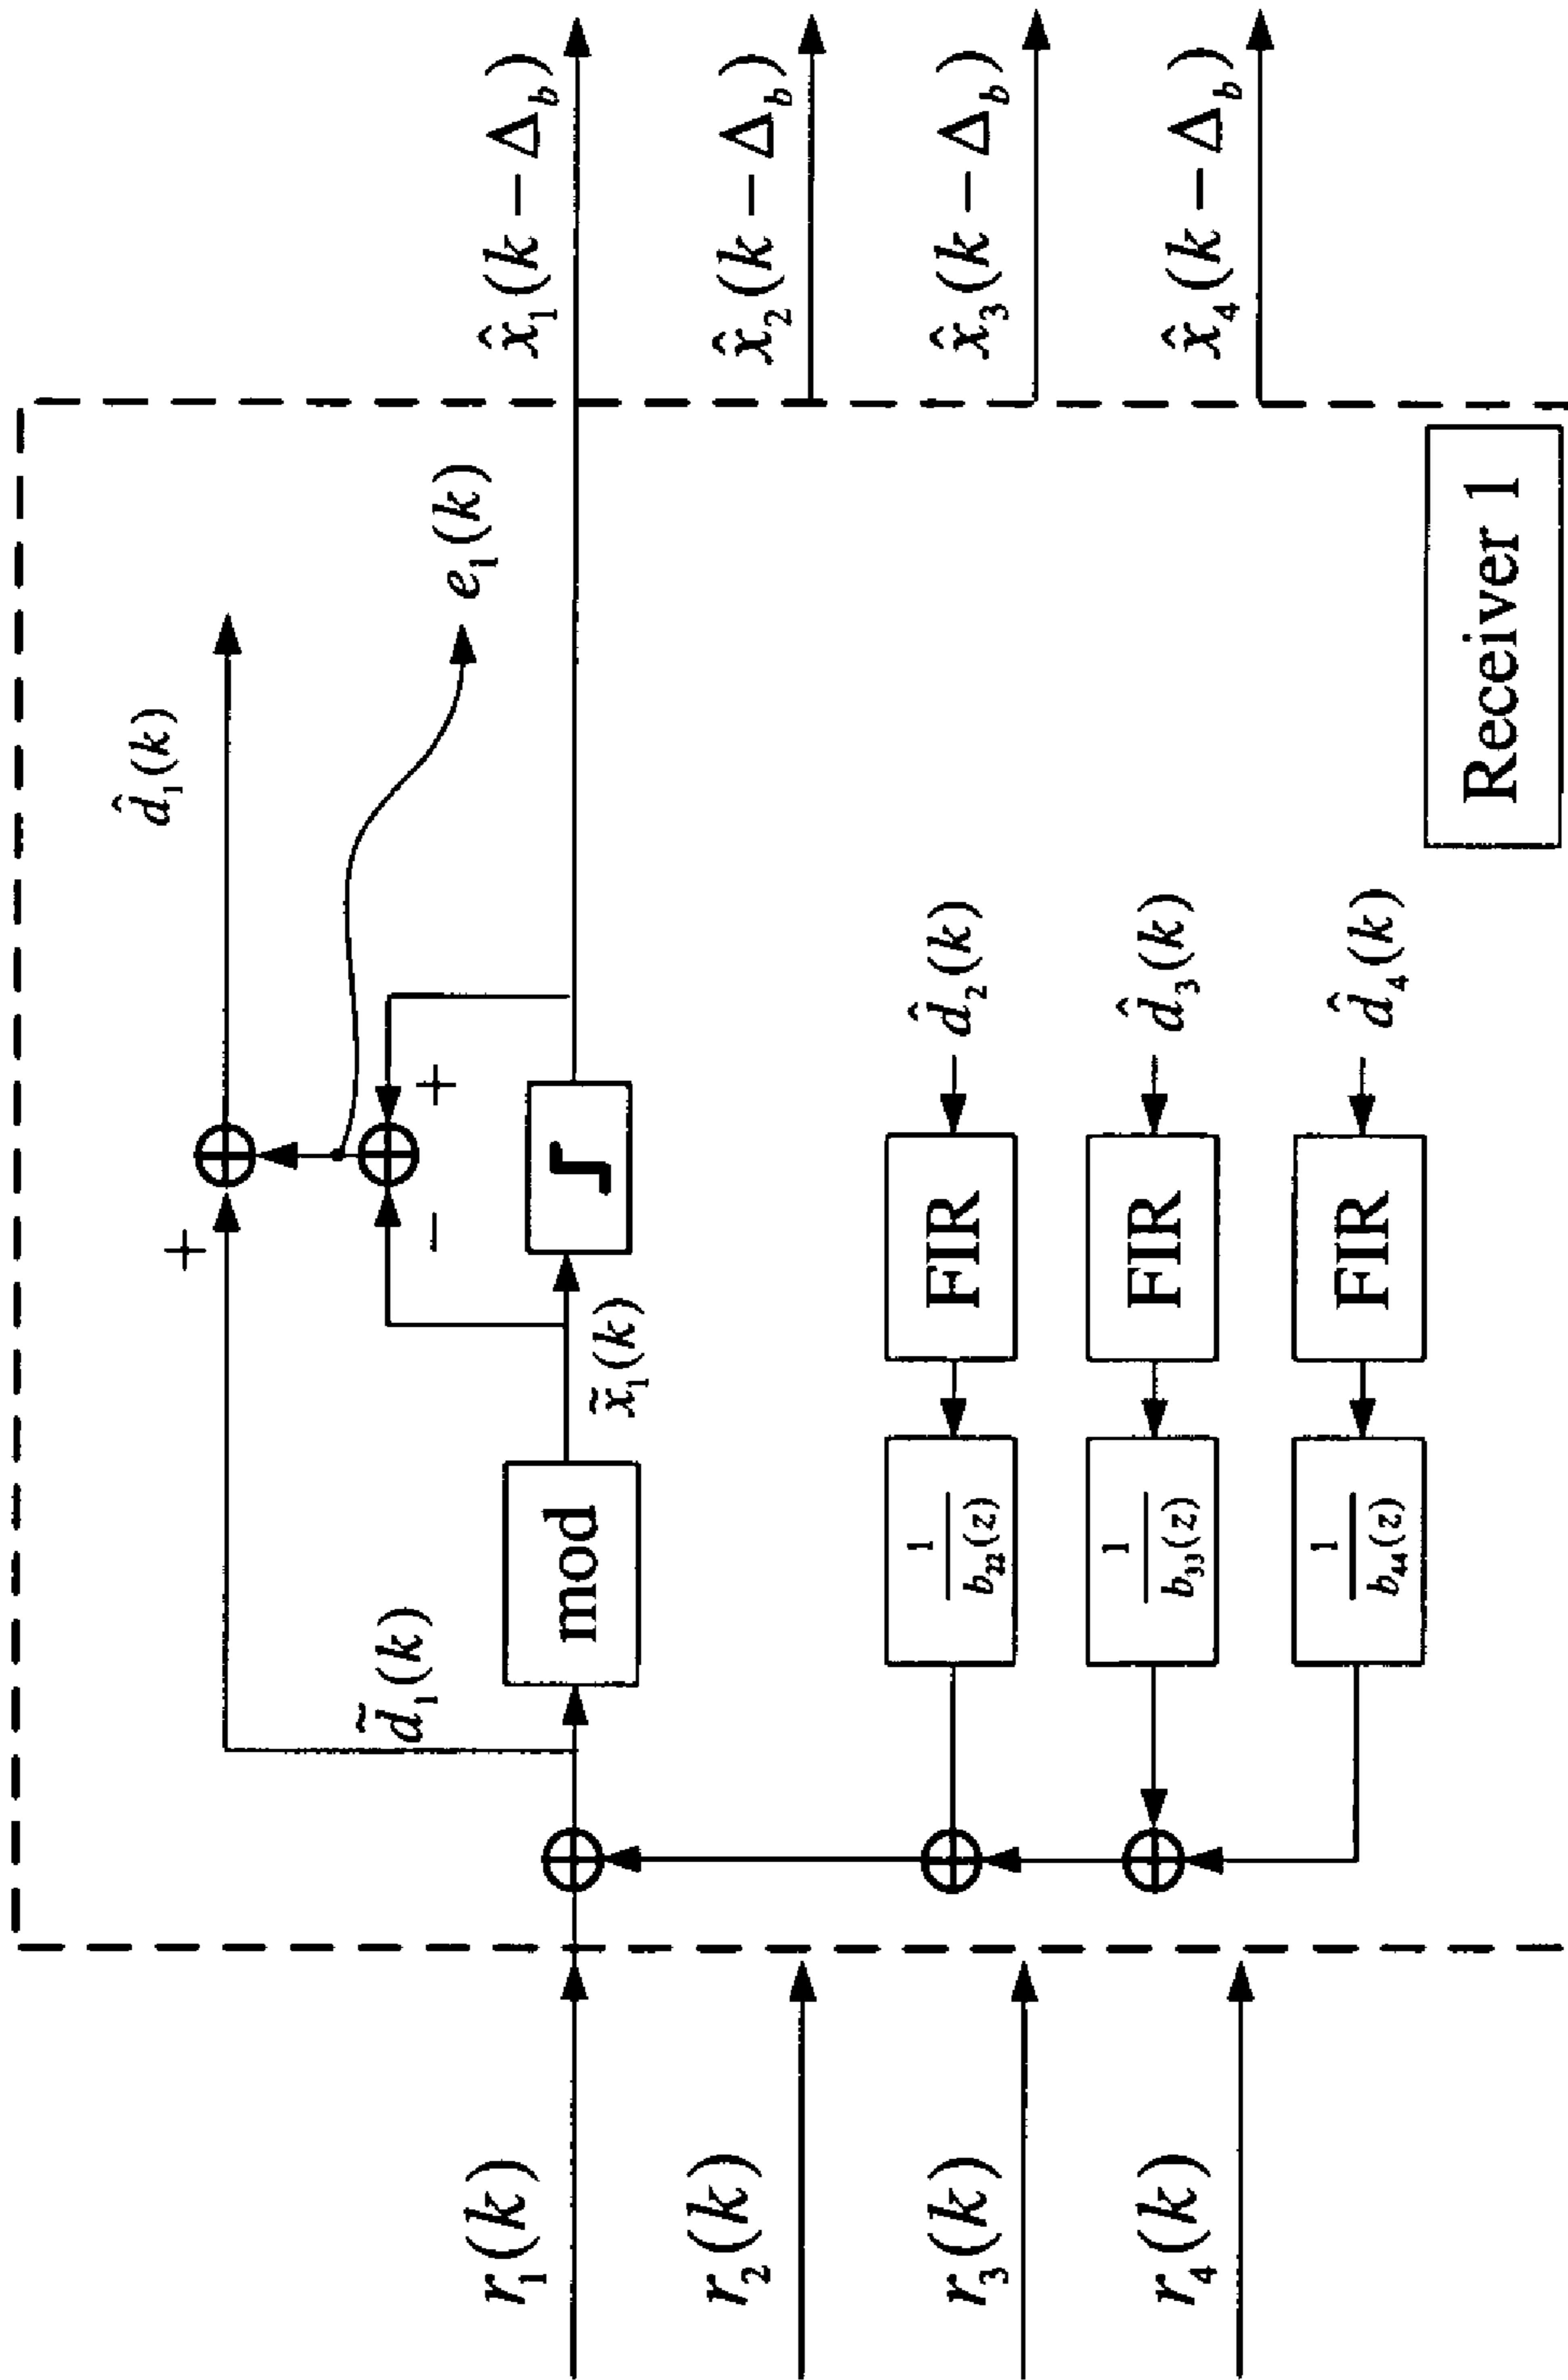 d̂₁(k)
e₁(k)
+
+
−
r₁(k)
d̃₁(k)
mod
x̃₁(k)
x̂₁(k − Δ_b)
r₂(k)
x̂₂(k − Δ_b)
1/b₂₂(z)
FIR
d̂₂(k)
r₃(k)
x̂₃(k − Δ_b)
1/b₃₃(z)
FIR
d̂₃(k)
r₄(k)
x̂₄(k − Δ_b)
1/b₄₄(z)
FIR
d̂₄(k)
Receiver 1